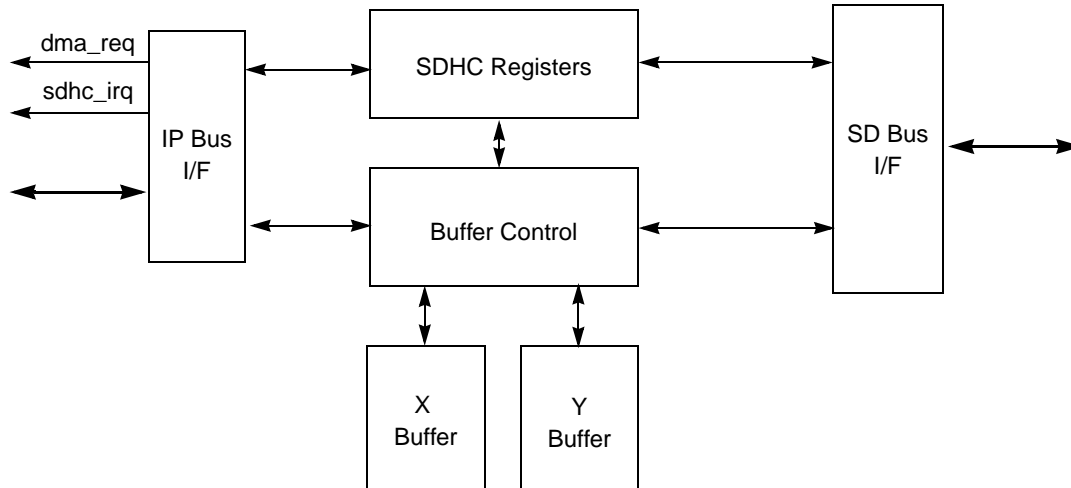 dma_req
sdhc_irq
IP Bus
I/F
SDHC Registers
Buffer Control
X
Buffer
Y
Buffer
SD Bus
I/F